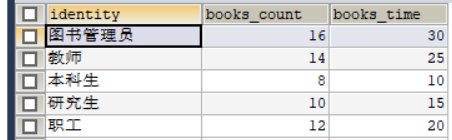 identity books_count books_time
图书管理员 16 30
教师 14 25
本科生 8 10
研究生 10 15
职工 12 20